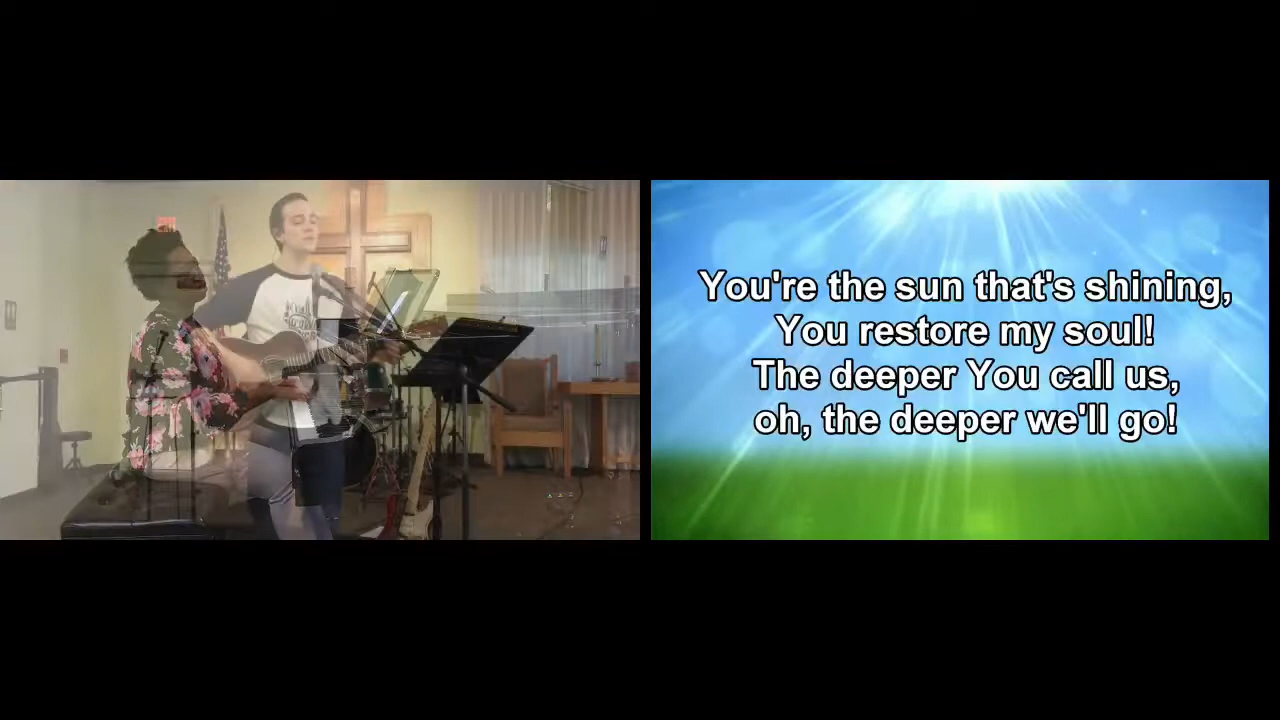 You're the sun that's shining,
You restore my soul!
The deeper You call us,
oh, the deeper we'll go!